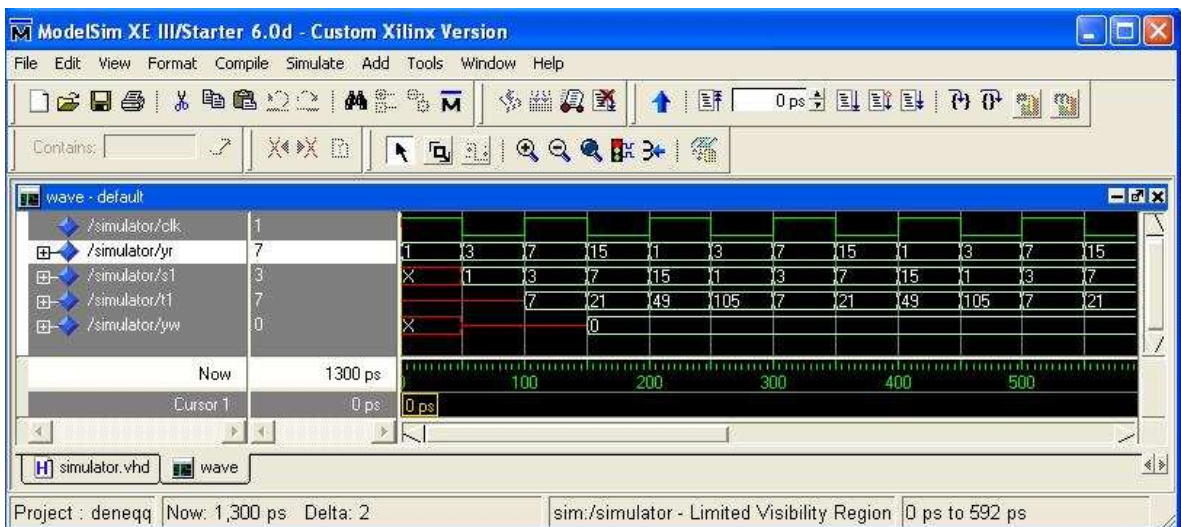 ModelSim XE III/Starter 6.0d - Custom Xilinx Version
File Edit View Format Compile Simulate Add Tools Window Help
0 ps
Contains:
wave - default
/simulator/clk 1
/simulator/yr 7 1 3 7 15 1 3 7 15 1 3 7 15
/simulator/s1 3 X 1 3 7 15 1 3 7 15 1 3 7
/simulator/t1 7 7 21 49 105 7 21 49 105 7 21
/simulator/yw 0 X 0
Now 1300 ps 100 200 300 400 500
Cursor 1 0 ps 0 ps
simulator.vhd wave
Project : deneqq Now: 1,300 ps Delta: 2 sim:/simulator - Limited Visibility Region 0 ps to 592 ps